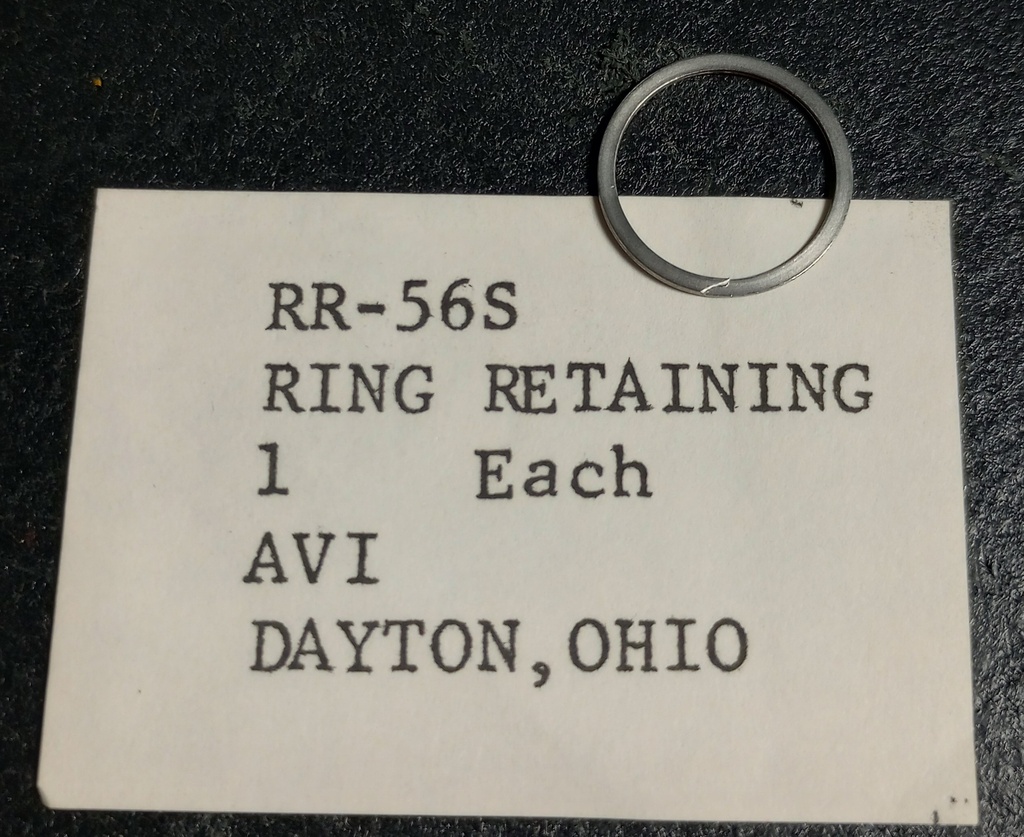 RR-56S
RING RETAINING
1 Each
AVI
DAYTON,OHIO